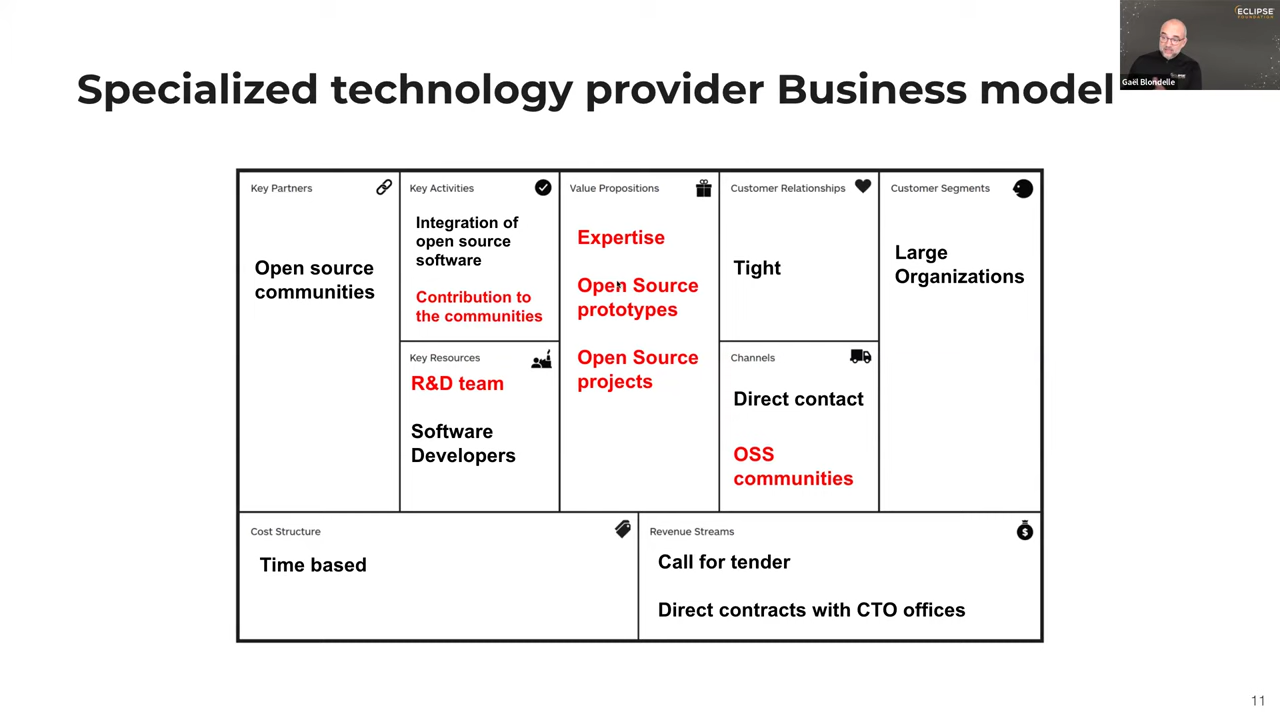 ECLIPSE
FOUNDATION
Gaël Blondelle
Specialized technology provider Business model
Key Partners
Open source
communities
Key Activities
Integration of
open source
software
Contribution to
the communities
Key Resources
R&D team
Software
Developers
Value Propositions
Expertise
Open Source
prototypes
Open Source
projects
Customer Relationships
Tight
Channels
Direct contact
OSS
communities
Customer Segments
Large
Organizations
Cost Structure
Time based
Revenue Streams
$
Call for tender
Direct contracts with CTO offices
11